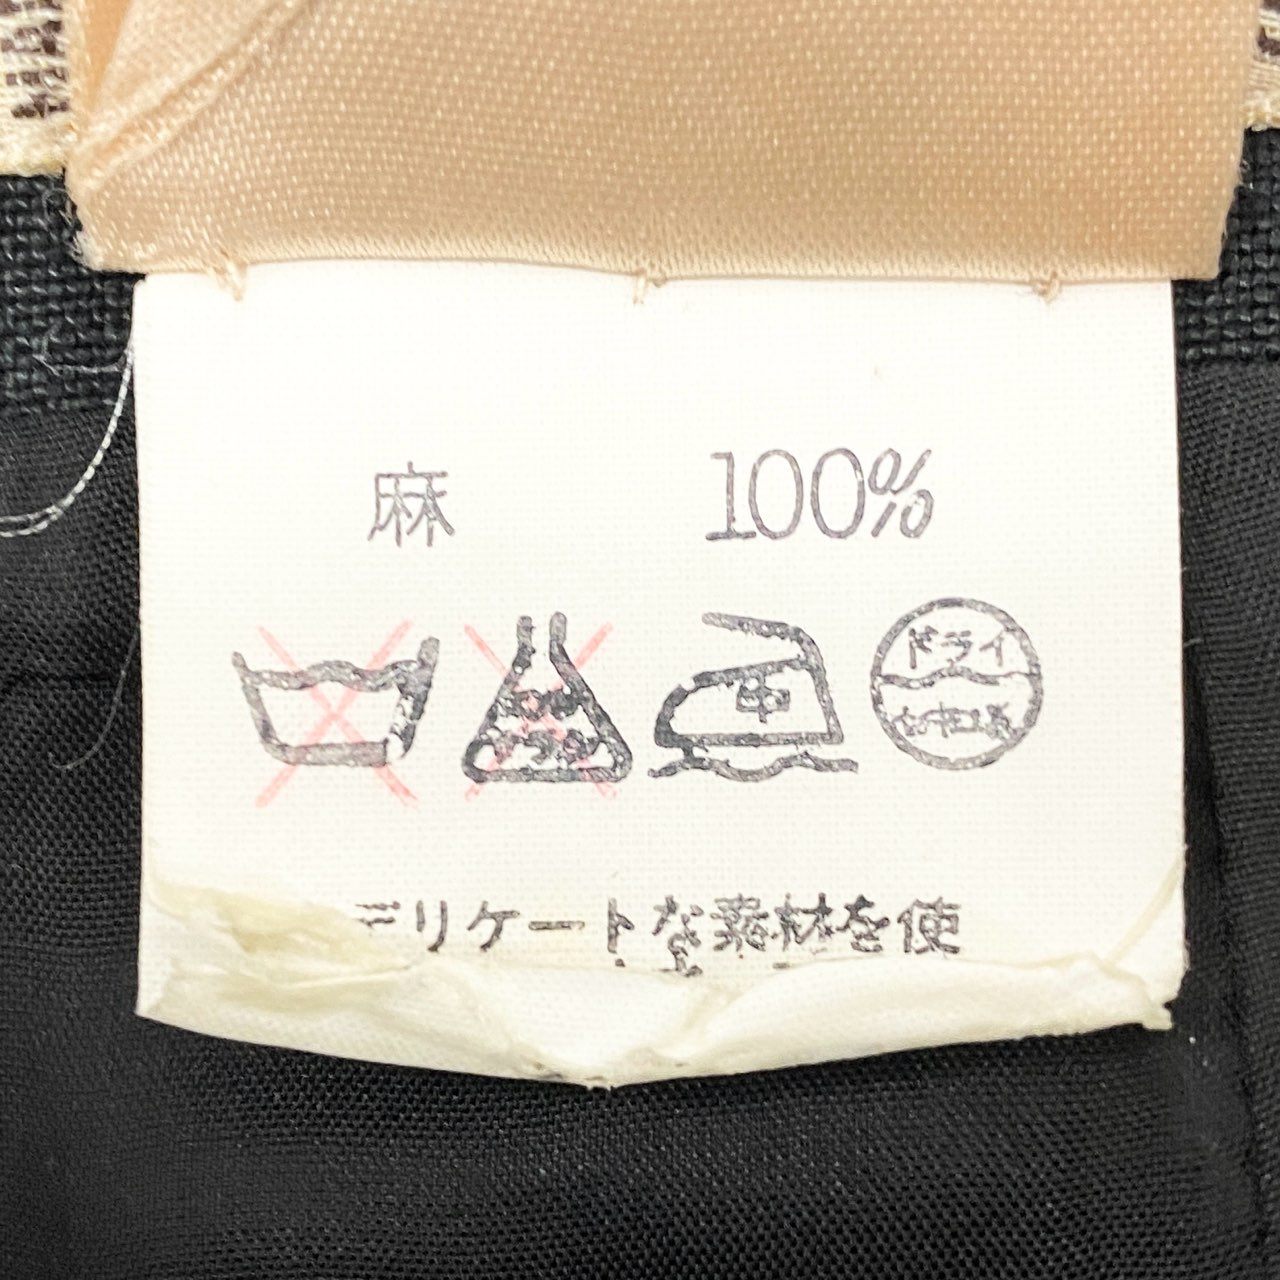 麻 100%
中
ドライ
デリケートな素材を使